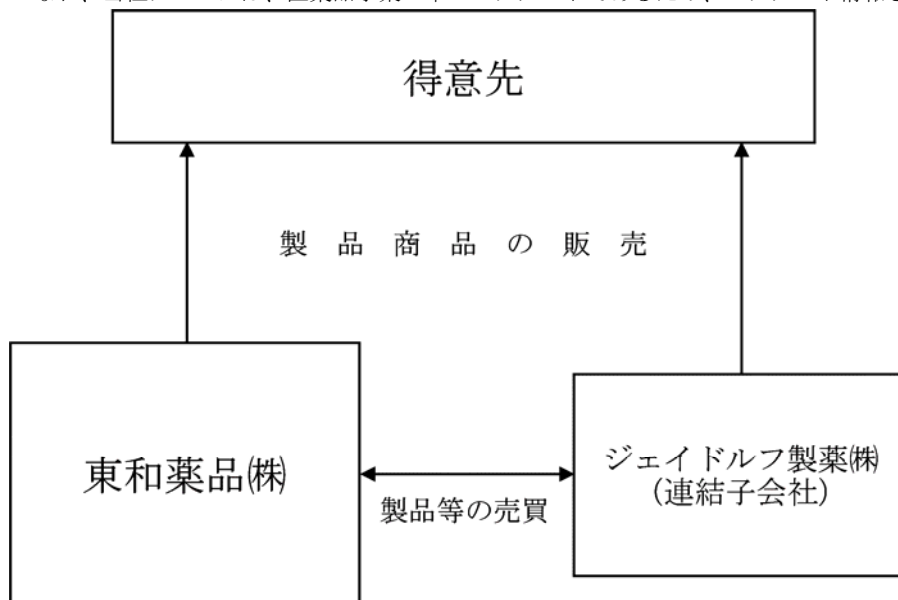 得意先
製品商品の販売
東和薬品㈱
ジェイドルフ製薬㈱
(連結子会社)
製品等の売買